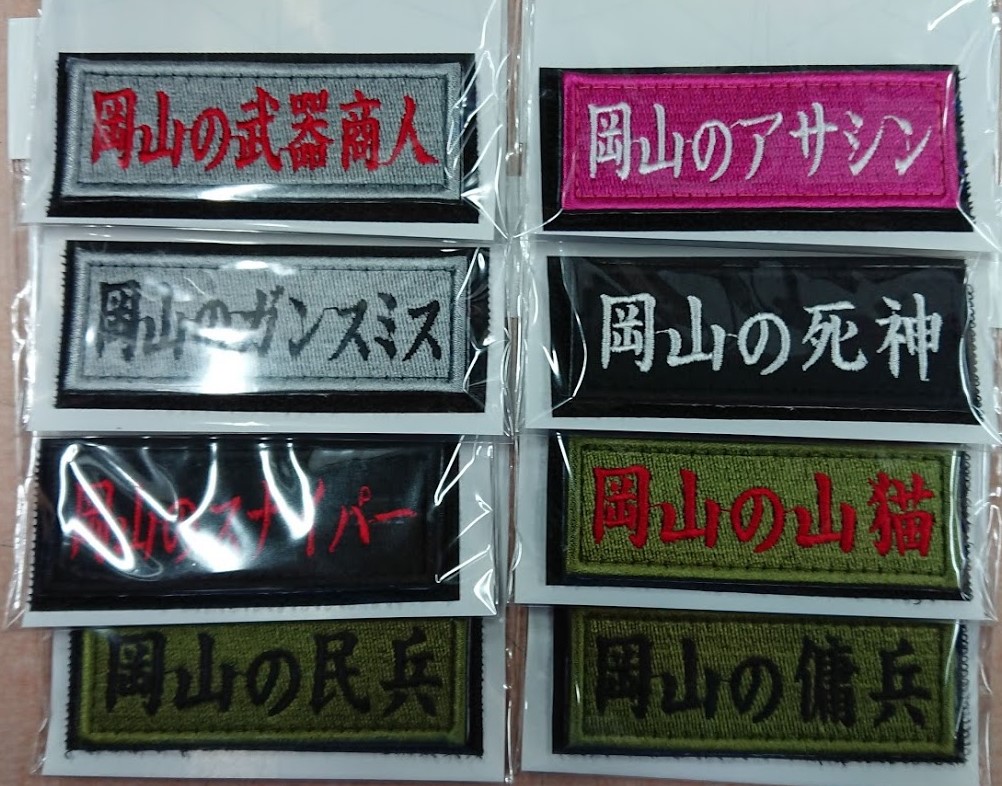 岡山の武器商人
岡山のアサシン
岡山のガンスミス
岡山の死神
岡山のスナイパー
岡山の山猫
岡山の民兵
岡山の傭兵